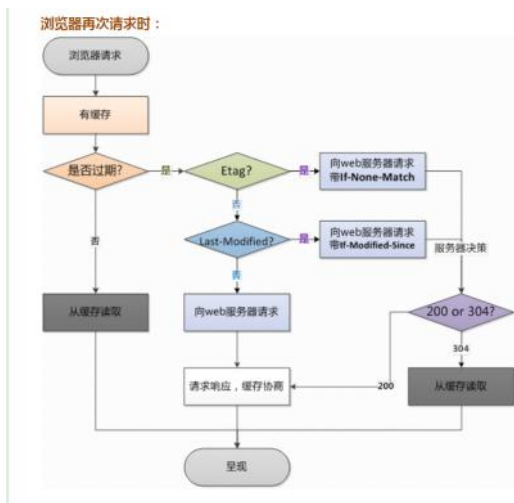 浏览器再次请求时：
浏览器请求
有缓存
是否过期?
是
Etag?
是
向web服务器请求
带If-None-Match
否
否
Last-Modified?
是
向web服务器请求
带If-Modified-Since
服务器决策
否
从缓存读取
向web服务器请求
200 or 304?
304
请求响应，缓存协商
200
从缓存读取
呈现